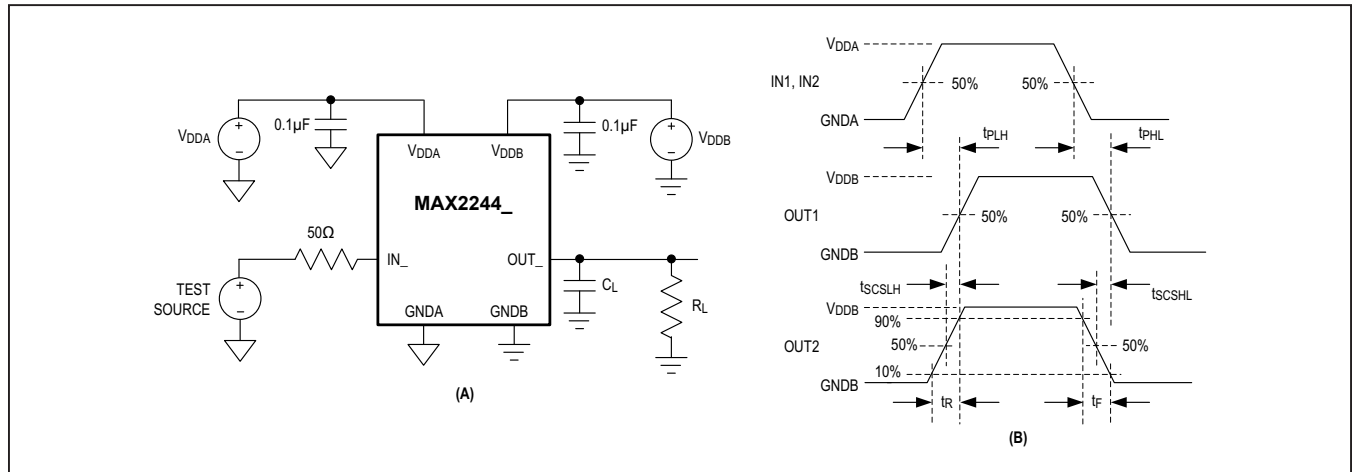 VDDA
0.1µF
VDDA
VDDB
0.1µF
VDDB
MAX2244_
50Ω
TEST
SOURCE
IN_
OUT_
CL
RL
GNDA
GNDB
(A)
VDDA
IN1, IN2
50%
50%
GNDA
tPLH
tPHL
VDDB
OUT1
50%
50%
GNDB
tSCSLH
tSCSHL
VDDB
90%
OUT2
50%
50%
10%
GNDB
tR
tF
(B)